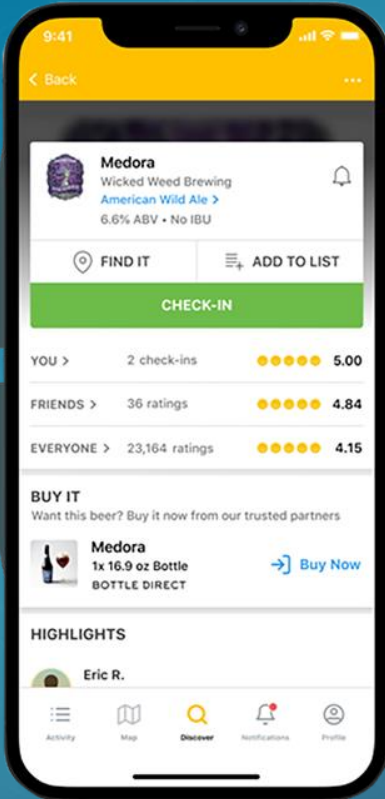 9:41
Back
Medora
Wicked Weed Brewing
American Wild Ale >
6.6% ABV • No IBU
FIND IT
ADD TO LIST
CHECK-IN
YOU > 2 check-ins 5.00
FRIENDS > 36 ratings 4.84
EVERYONE > 23,164 ratings 4.15
BUY IT
Want this beer? Buy it now from our trusted partners
Medora
1x 16.9 oz Bottle
BOTTLE DIRECT
Buy Now
HIGHLIGHTS
Eric R.
Activity
Map
Discover
Notifications
Profile